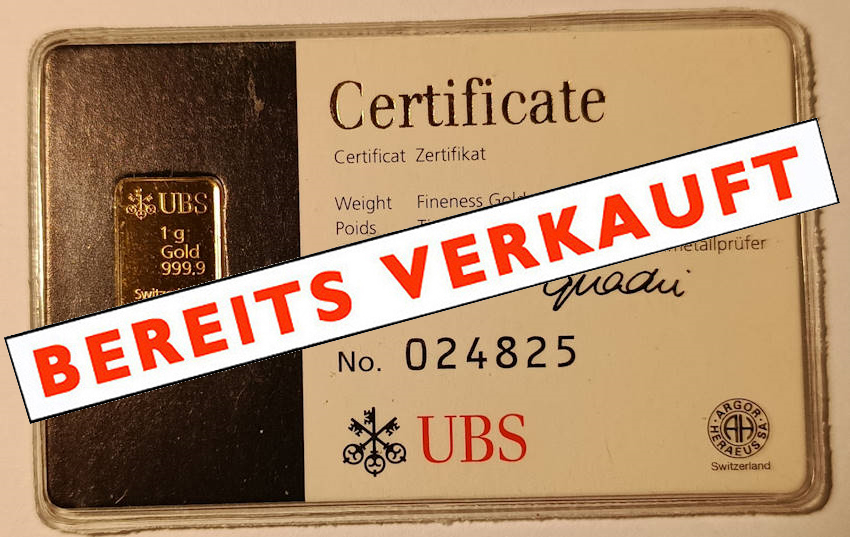 UBS
1 g
Gold
999.9
Certificate
Certificat Zertifikat
Weight Fineness
Poids
BEREITS VERKAUFT
No. 024825
UBS
ARGOR
HERAEUS SA
AH
Switzerland